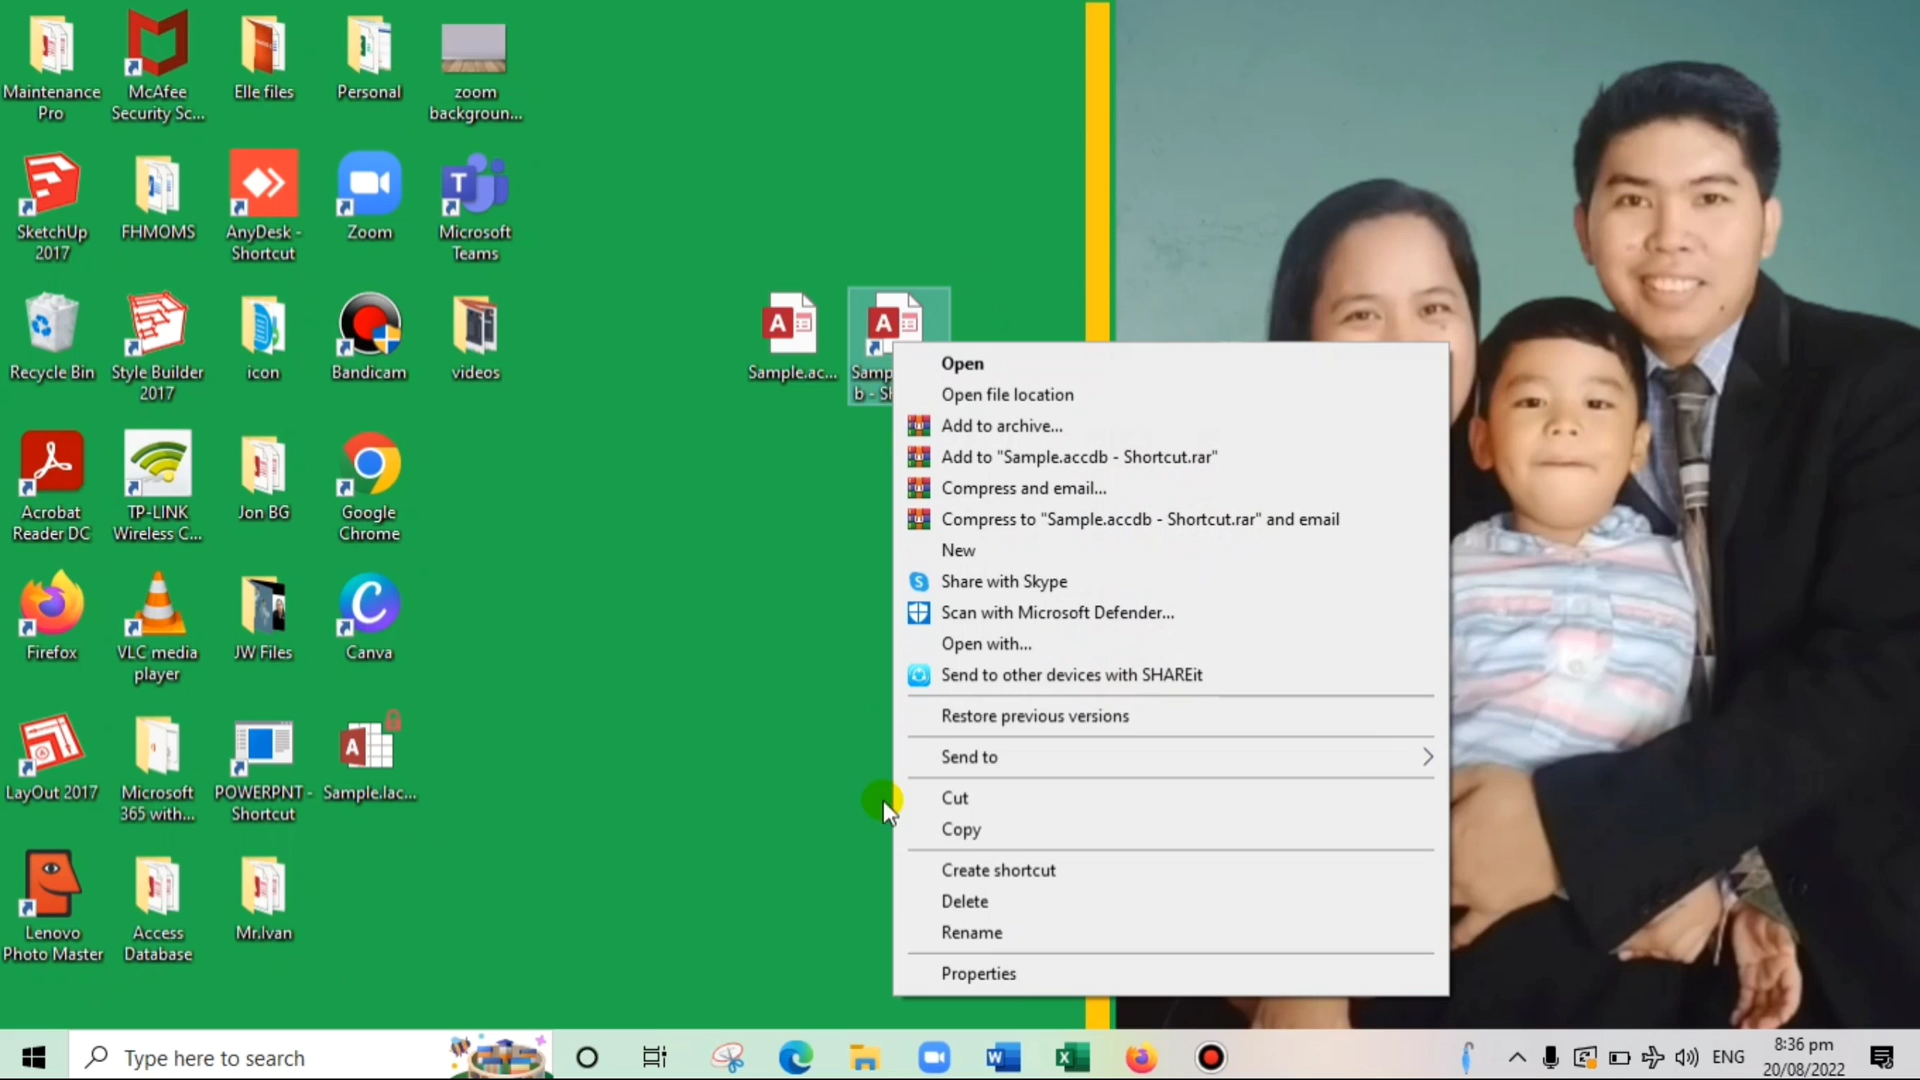 Maintenance
Pro
McAfee
Security Sc...
Elle files
Personal
zoom
backgroun...
SketchUp
2017
FHMOMS
AnyDesk -
Shortcut
Zoom
Microsoft
Teams
Recycle Bin
Style Builder
2017
icon
Bandicam
videos
Sample.ac...
Samp
b - Sh
Acrobat
Reader DC
TP-LINK
Wireless C...
Jon BG
Google
Chrome
Firefox
VLC media
player
JW Files
Canva
LayOut 2017
Microsoft
365 with...
POWERPNT -
Shortcut
Sample.lac...
Lenovo
Photo Master
Access
Database
Mr.Ivan
Open
Open file location
Add to archive...
Add to "Sample.accdb - Shortcut.rar"
Compress and email...
Compress to "Sample.accdb - Shortcut.rar" and email
New
Share with Skype
Scan with Microsoft Defender...
Open with...
Send to other devices with SHAREit
Restore previous versions
Send to
Cut
Copy
Create shortcut
Delete
Rename
Properties
Type here to search
ENG
8:36 pm
20/08/2022